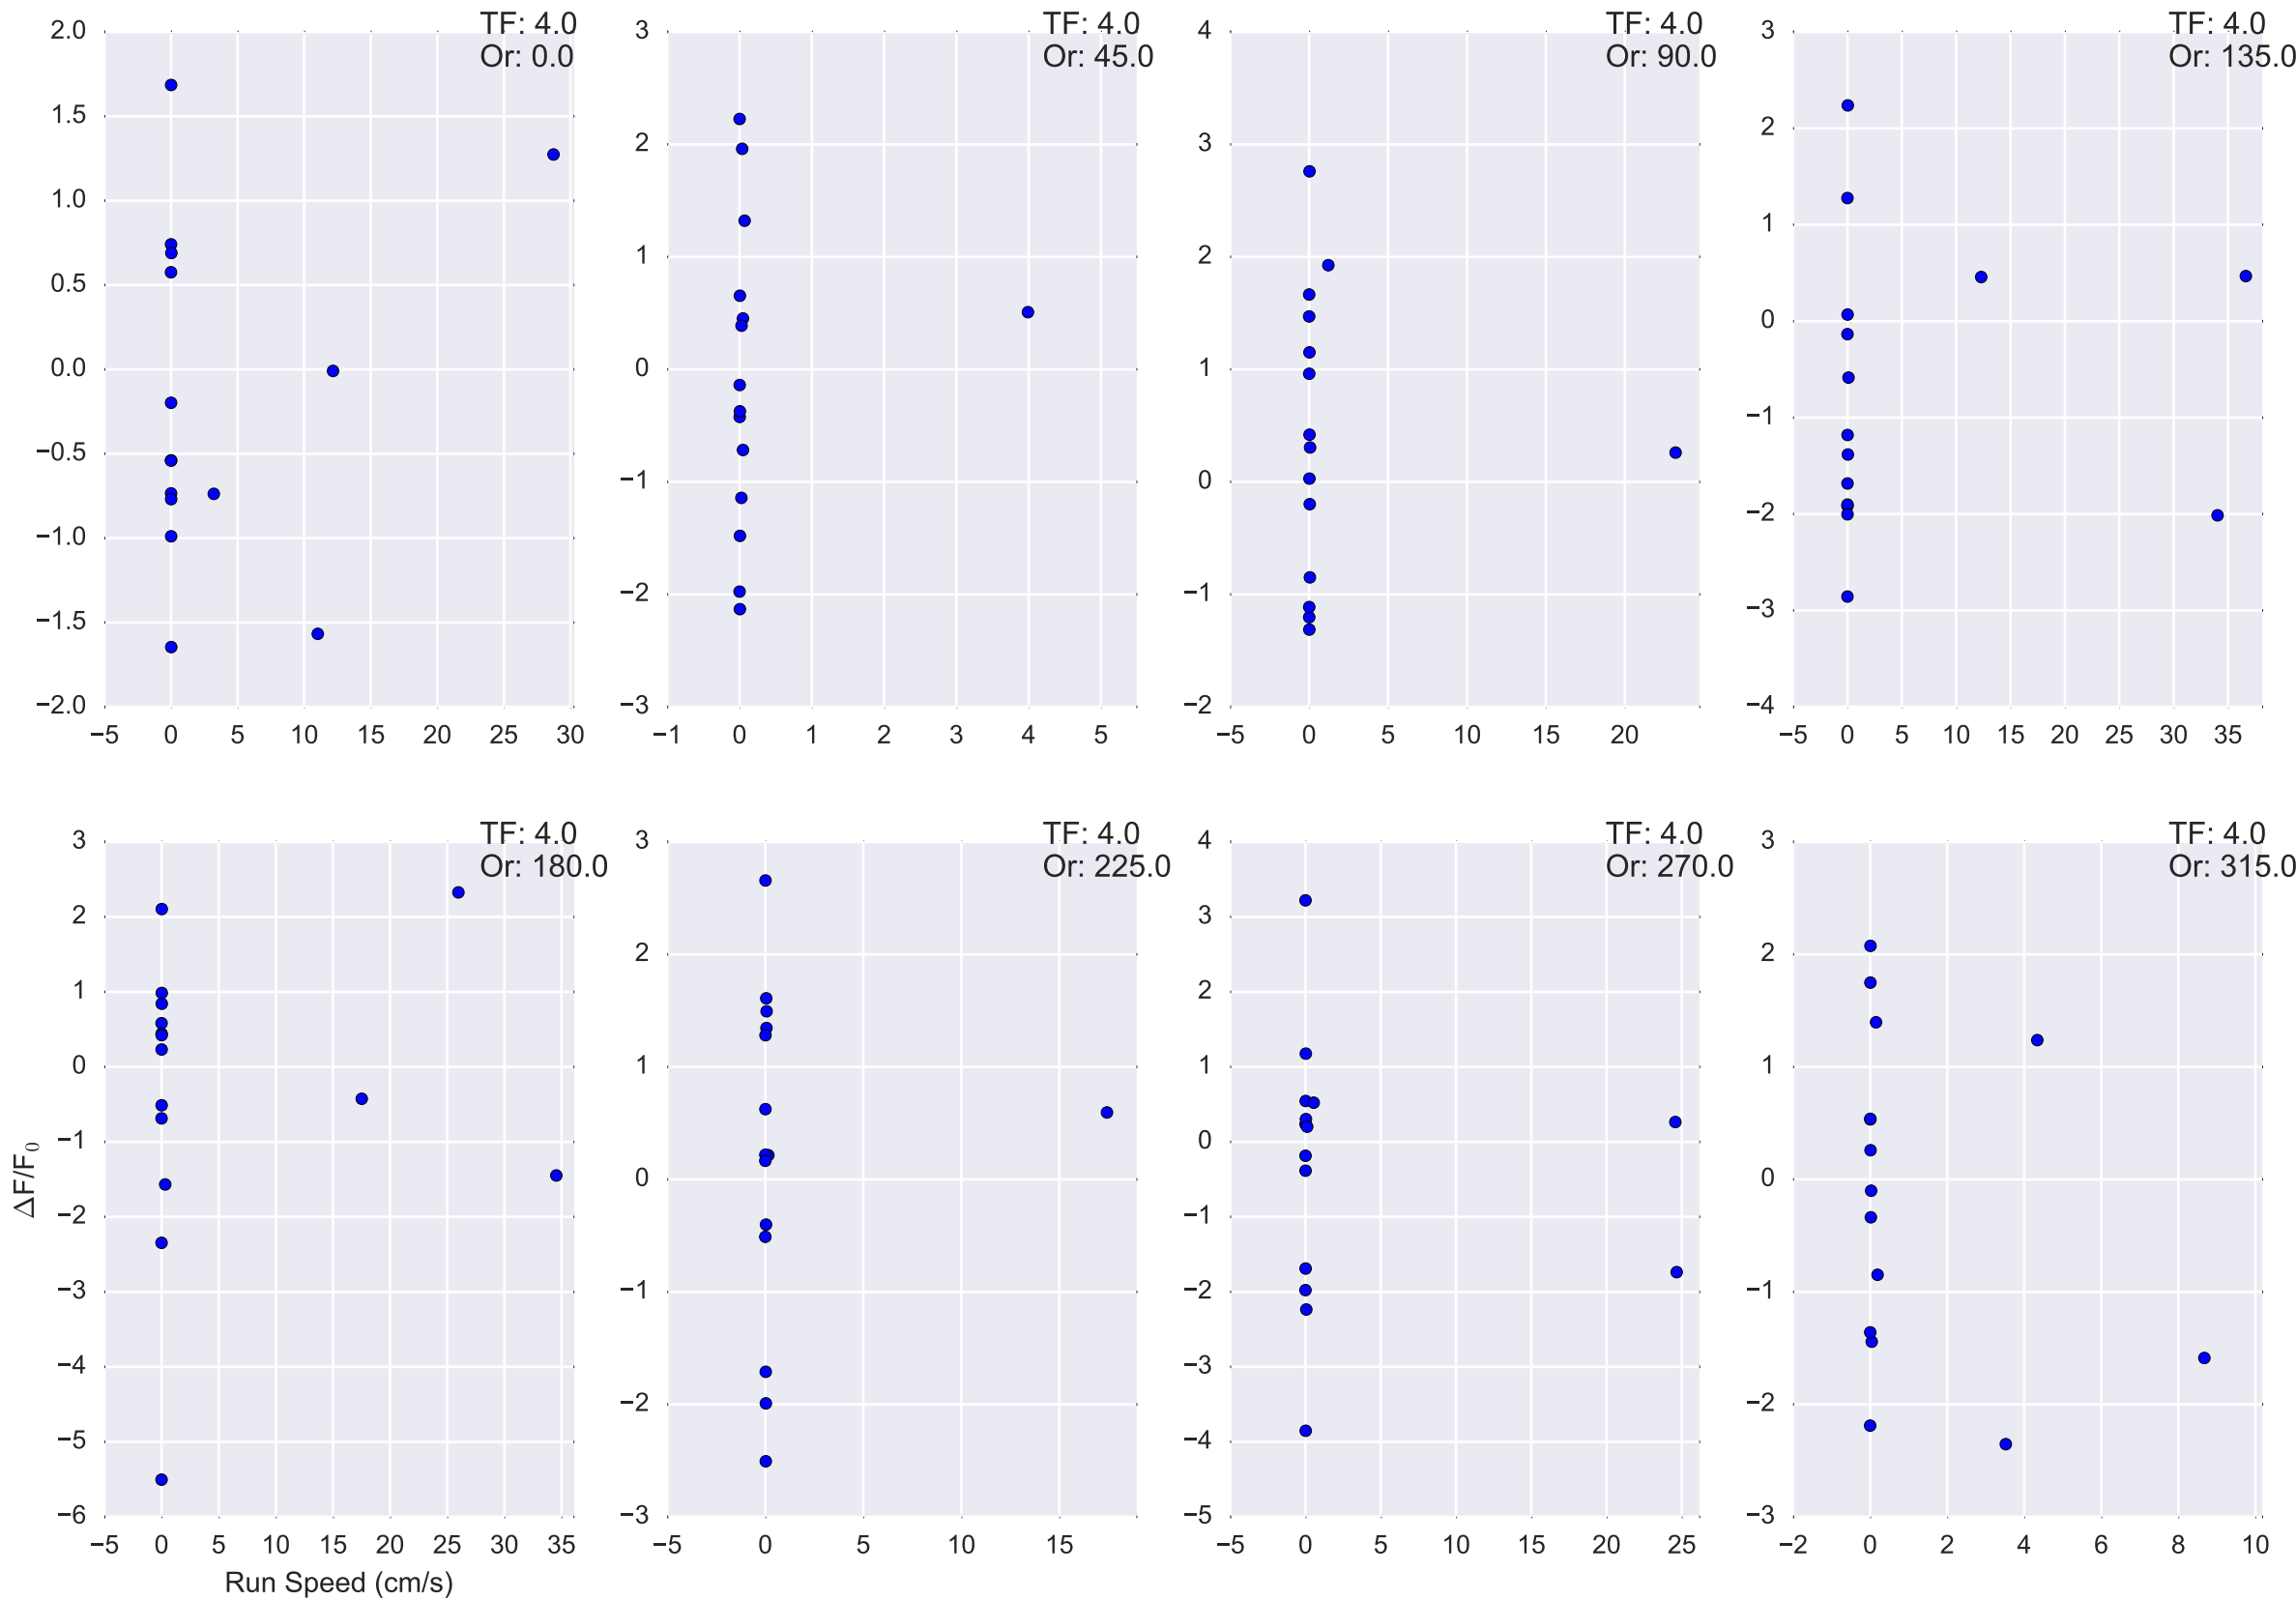 TF: 4.0
Or: 0.0
2.0
1.5
1.0
0.5
0.0
−0.5
−1.0
−1.5
−2.0
−5 0 5 10 15 20 25 30
TF: 4.0
Or: 45.0
3
2
1
0
−1
−2
−3
−1 0 1 2 3 4 5
TF: 4.0
Or: 90.0
4
3
2
1
0
−1
−2
−5 0 5 10 15 20
TF: 4.0
Or: 135.0
3
2
1
0
−1
−2
−3
−4
−5 0 5 10 15 20 25 30 35
TF: 4.0
Or: 180.0
3
2
1
0
−1
−2
−3
−4
−5
−6
ΔF/F₀
−5 0 5 10 15 20 25 30 35
Run Speed (cm/s)
TF: 4.0
Or: 225.0
3
2
1
0
−1
−2
−3
−5 0 5 10 15
TF: 4.0
Or: 270.0
4
3
2
1
0
−1
−2
−3
−4
−5
−5 0 5 10 15 20 25
TF: 4.0
Or: 315.0
3
2
1
0
−1
−2
−3
−2 0 2 4 6 8 10